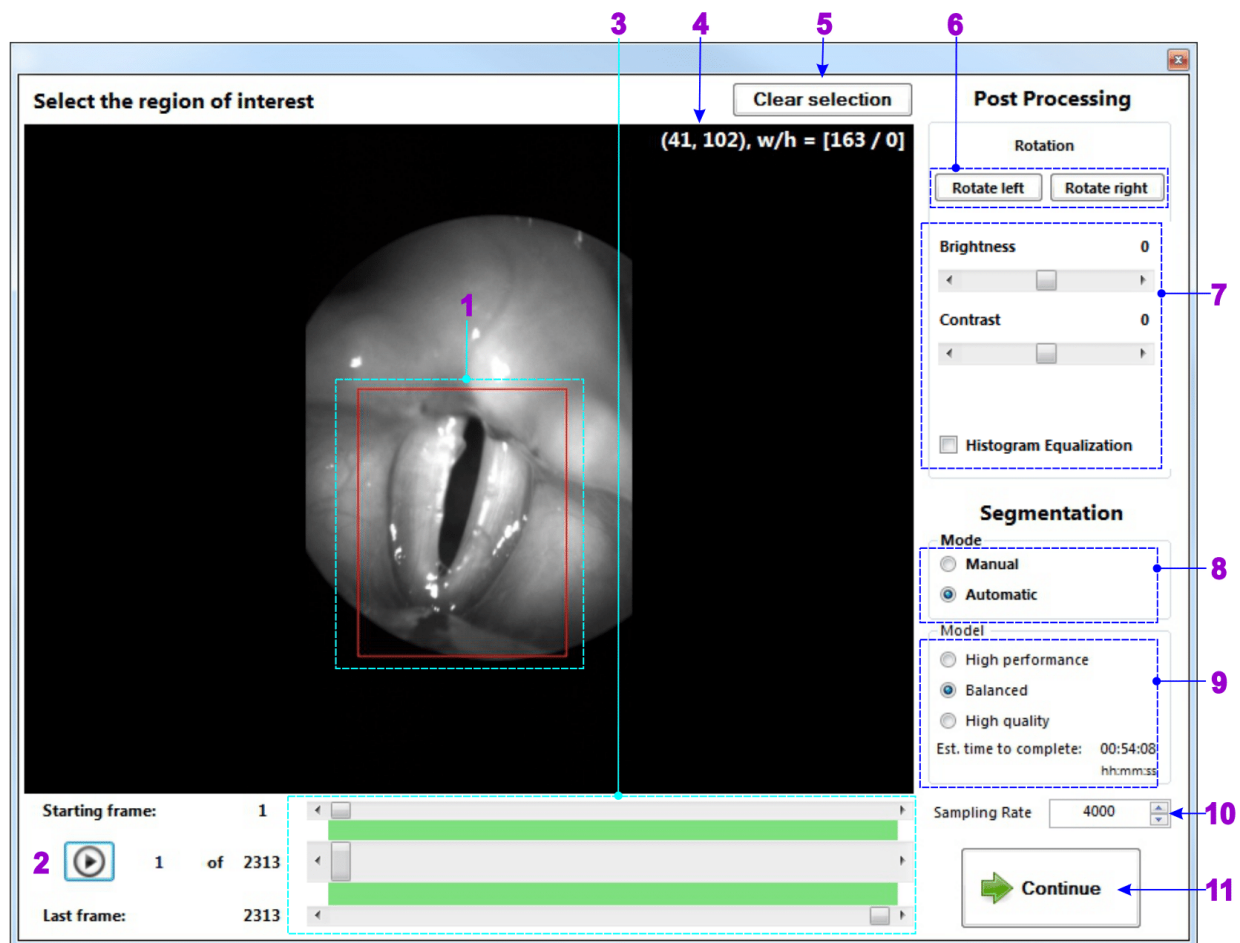 3 4 5 6
Select the region of interest
Clear selection
Post Processing
(41, 102), w/h = [163 / 0]
Rotation
Rotate left Rotate right
Brightness 0
7
1
Contrast 0
Histogram Equalization
Segmentation
Mode
Manual
8
Automatic
Model
High performance
9
Balanced
High quality
Est. time to complete: 00:54:08
hh:mm:ss
Starting frame: 1
Sampling Rate 4000
10
2 1 of 2313
Continue
11
Last frame: 2313